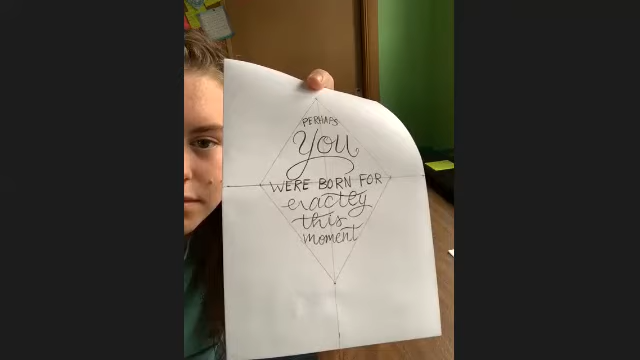 PERHAPS
You
WERE BORN FOR
exactly
this
moment